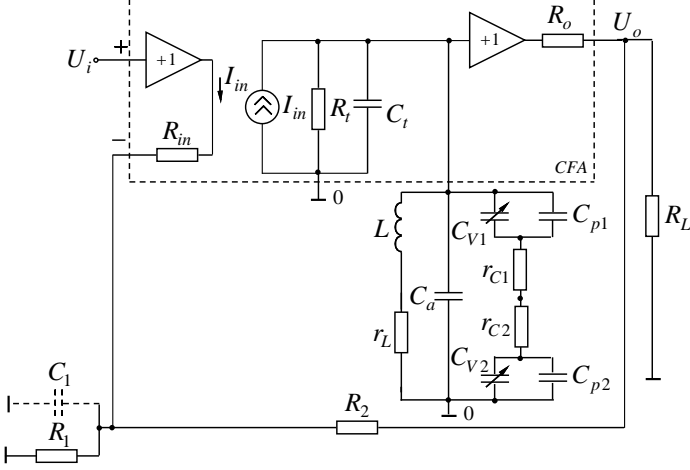 R_o
U_o
+
+1
+1
U_i
I_in
I_in
R_t
C_t
−
R_in
CFA
0
L
C_V1
C_p1
R_L
r_C1
C_a
r_C2
r_L
C_V2
C_p2
C_1
R_2
0
R_1